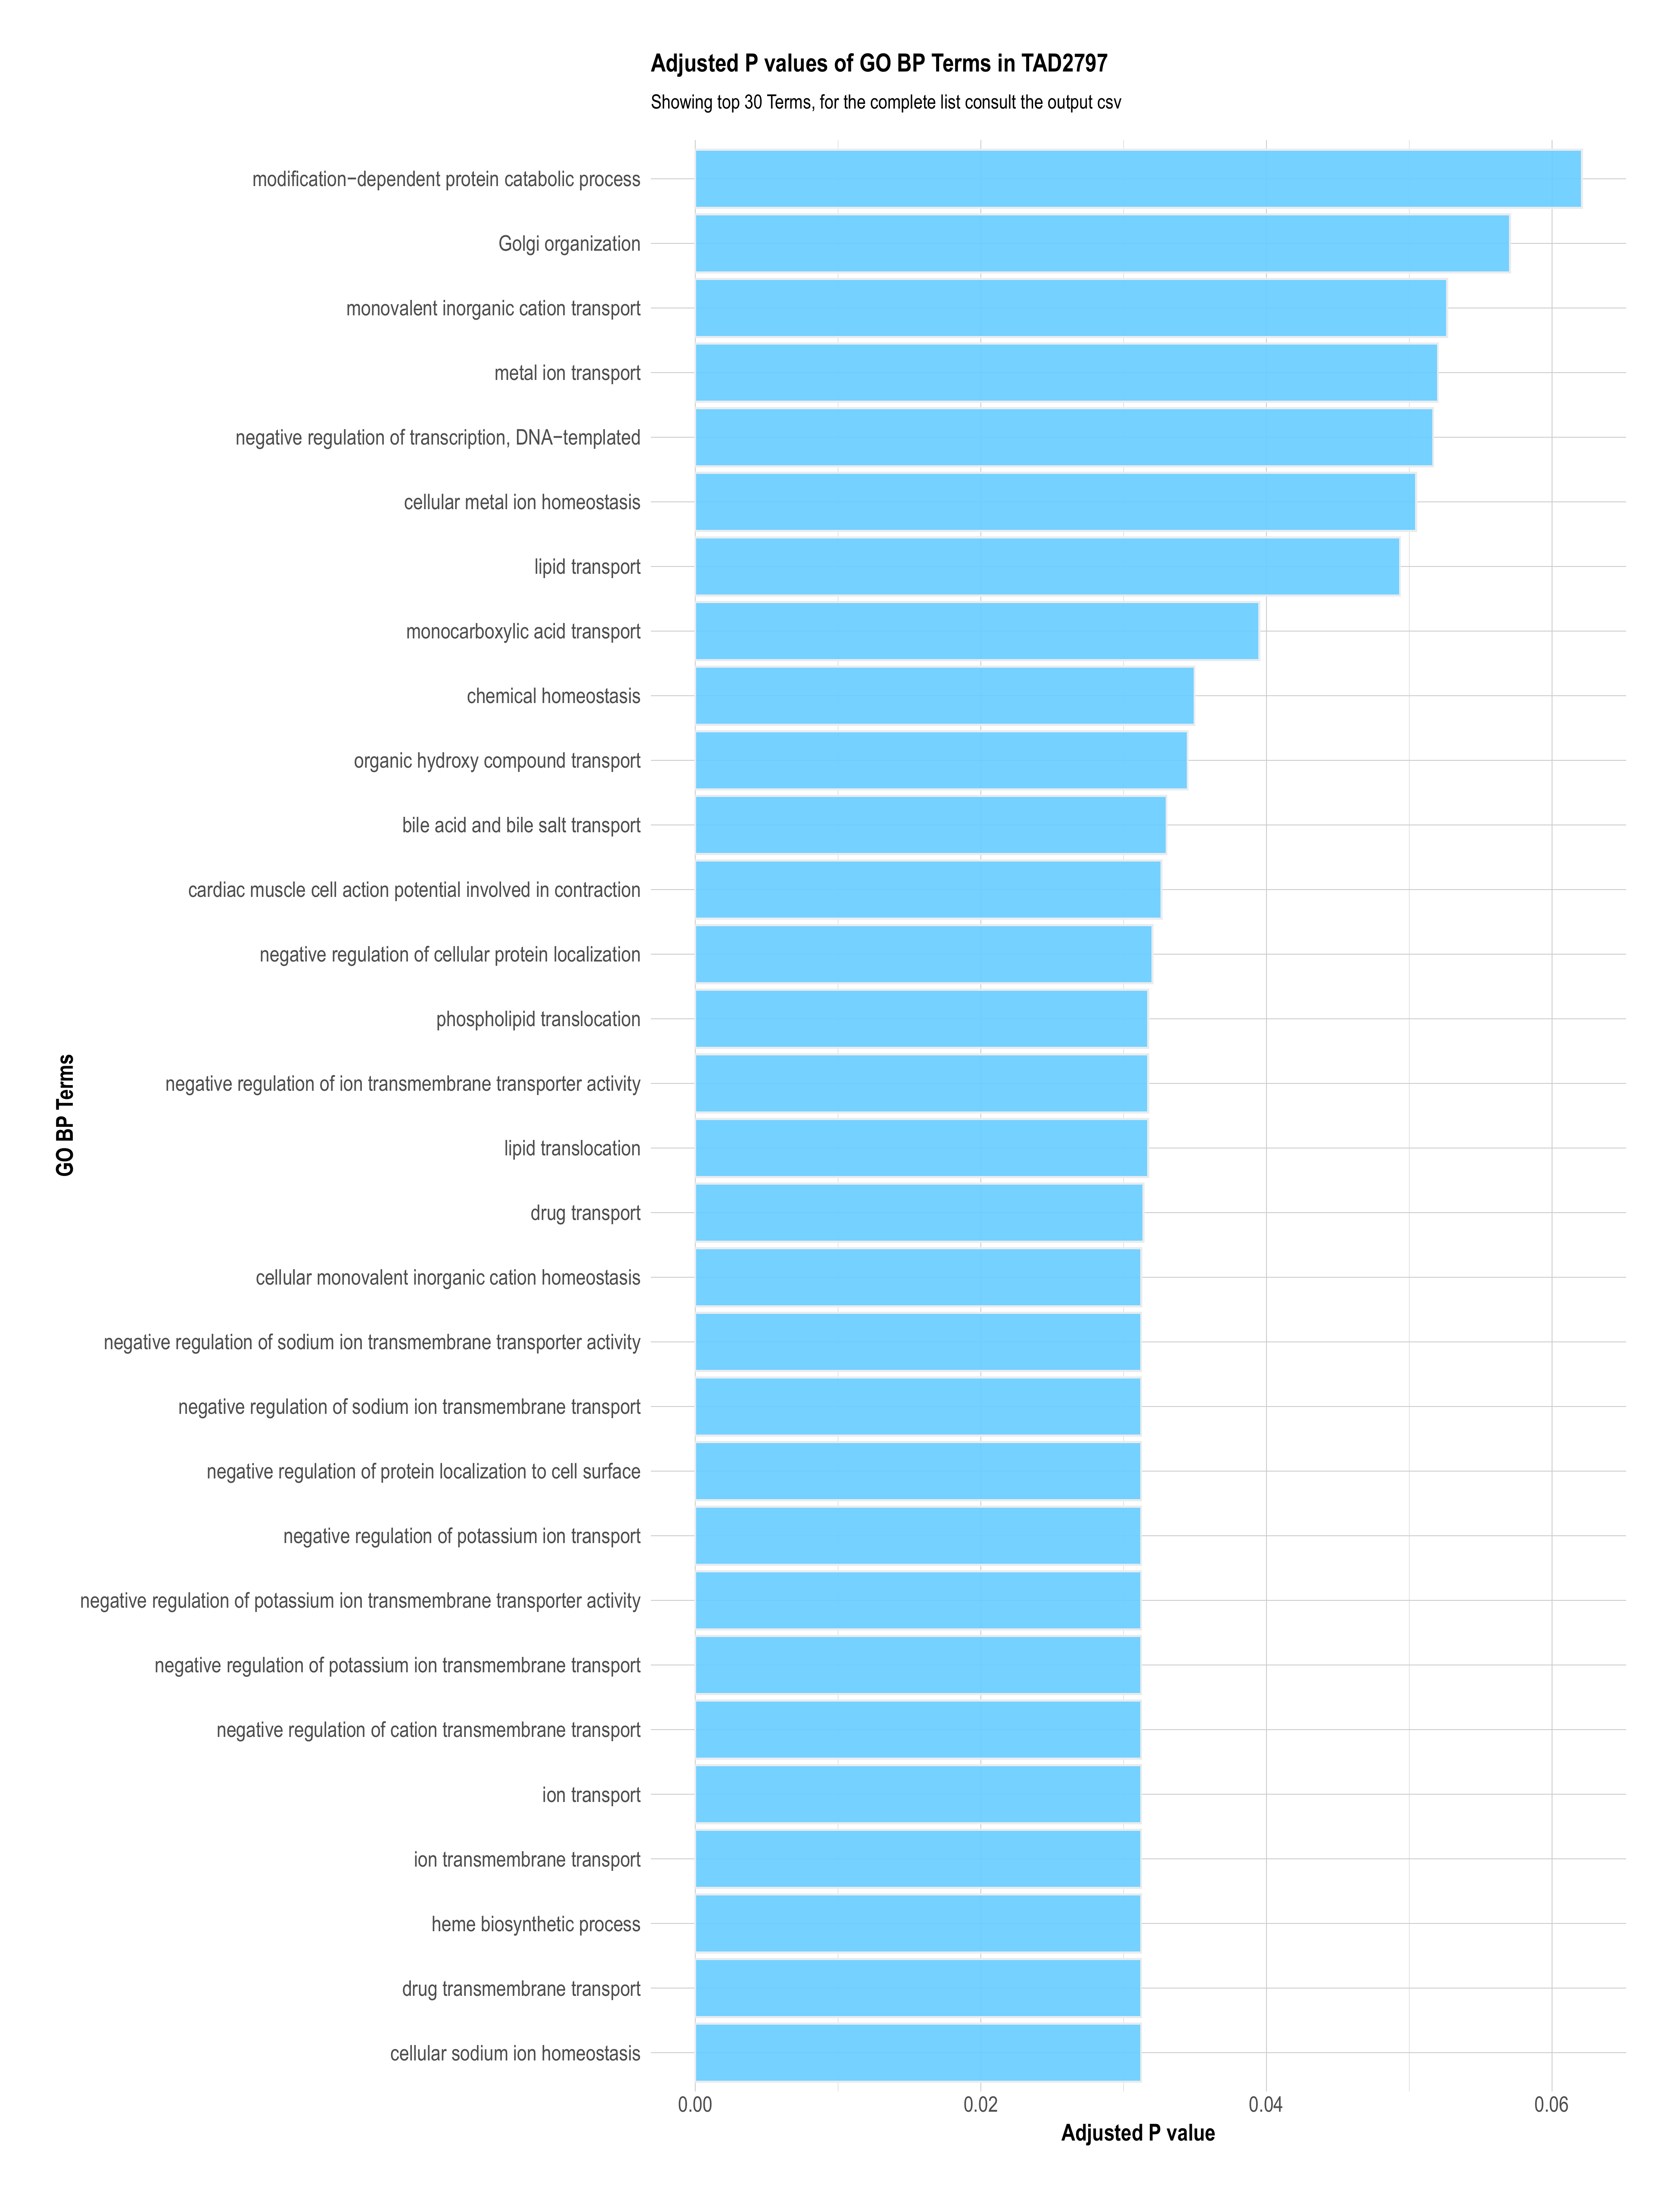 Adjusted P values of GO BP Terms in TAD2797
Showing top 30 Terms, for the complete list consult the output csv
modification−dependent protein catabolic process
Golgi organization
monovalent inorganic cation transport
metal ion transport
negative regulation of transcription, DNA−templated
cellular metal ion homeostasis
lipid transport
monocarboxylic acid transport
chemical homeostasis
organic hydroxy compound transport
bile acid and bile salt transport
cardiac muscle cell action potential involved in contraction
negative regulation of cellular protein localization
phospholipid translocation
negative regulation of ion transmembrane transporter activity
lipid translocation
drug transport
cellular monovalent inorganic cation homeostasis
negative regulation of sodium ion transmembrane transporter activity
negative regulation of sodium ion transmembrane transport
negative regulation of protein localization to cell surface
negative regulation of potassium ion transport
negative regulation of potassium ion transmembrane transporter activity
negative regulation of potassium ion transmembrane transport
negative regulation of cation transmembrane transport
ion transport
ion transmembrane transport
heme biosynthetic process
drug transmembrane transport
cellular sodium ion homeostasis
GO BP Terms
0.00 0.02 0.04 0.06
Adjusted P value